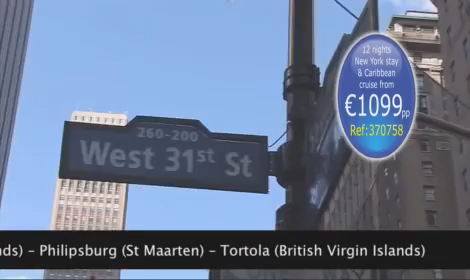 12 nights
New York stay
& Caribbean
cruise from
€1099pp
Ref:370758
260-200
West 31st St
nds) – Philipsburg (St Maarten) – Tortola (British Virgin Islands)